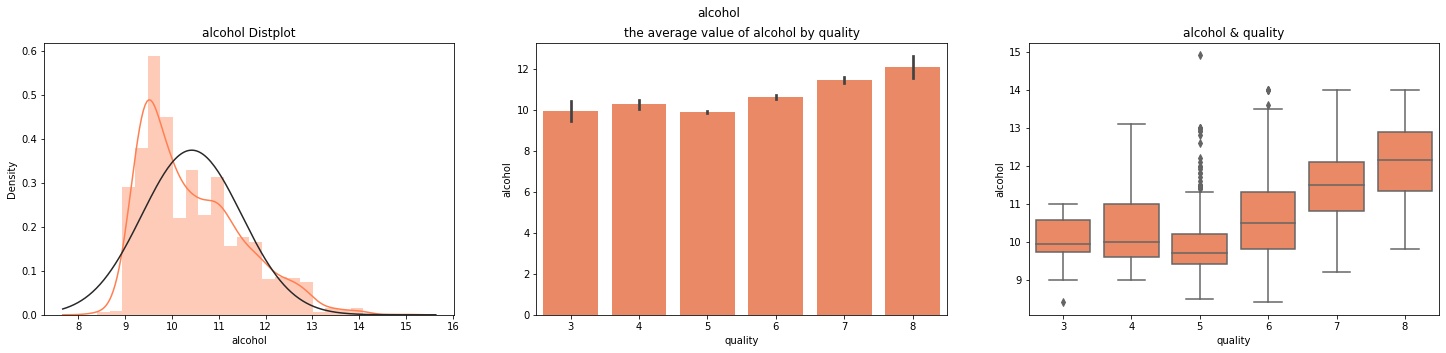 alcohol
alcohol Distplot
0.6
0.5
0.4
0.3
0.2
0.1
0.0
Density
8 9 10 11 12 13 14 15 16
alcohol
the average value of alcohol by quality
12
10
8
6
4
2
0
alcohol
3 4 5 6 7 8
quality
alcohol & quality
15
14
13
12
11
10
9
alcohol
3 4 5 6 7 8
quality